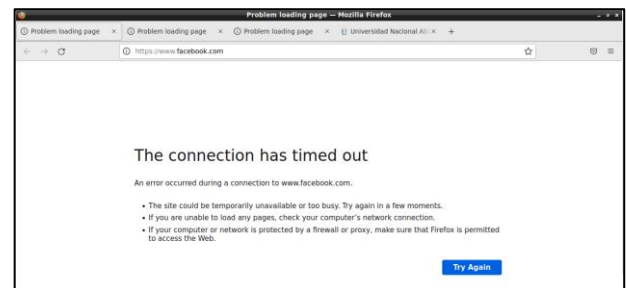 Problem loading page — Mozilla Firefox
Problem loading page
Problem loading page
Problem loading page
Universidad Nacional
https://www.facebook.com
The connection has timed out
An error occurred during a connection to www.facebook.com.
• The site could be temporarily unavailable or too busy. Try again in a few moments.
• If you are unable to load any pages, check your computer's network connection.
• If your computer or network is protected by a firewall or proxy, make sure that Firefox is permitted
to access the Web.
Try Again